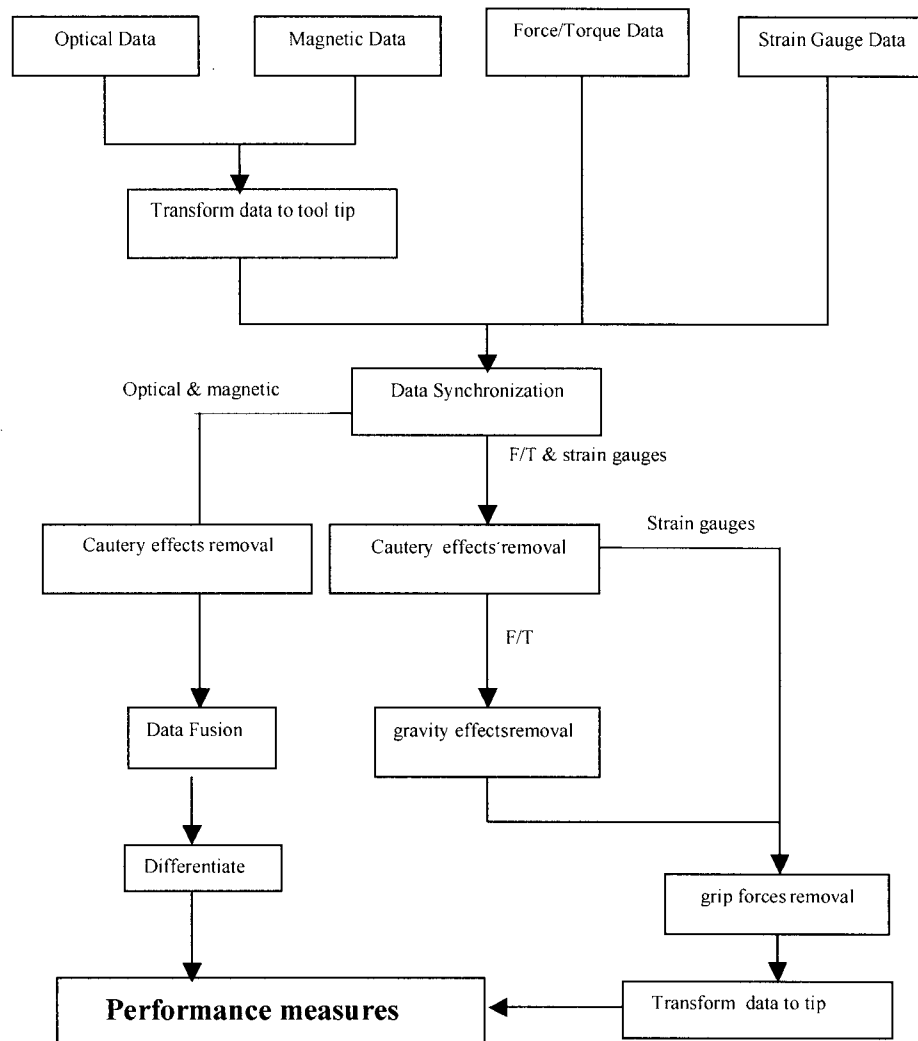 Optical Data
Magnetic Data
Force/Torque Data
Strain Gauge Data
Transform data to tool tip
Optical & magnetic
Data Synchronization
F/T & strain gauges
Cautery effects removal
Cautery effects removal
Strain gauges
F/T
Data Fusion
gravity effectsremoval
Differentiate
grip forces removal
Performance measures
Transform data to tip